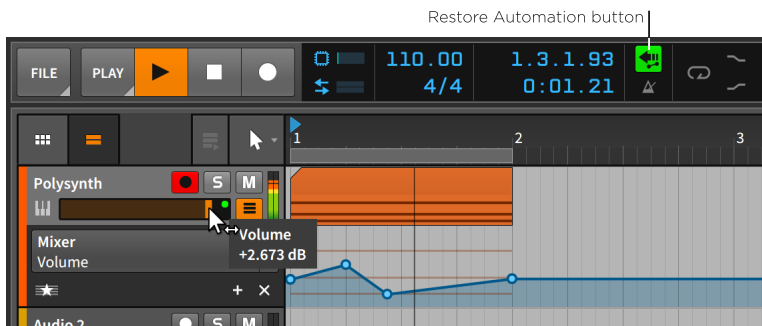 Restore Automation button
FILE
PLAY
110.00
1.3.1.93
4/4
0:01.21
1
2
3
Polysynth
S
M
Volume
+2.673 dB
Mixer
Volume
+ ×
Audio 2
S
M